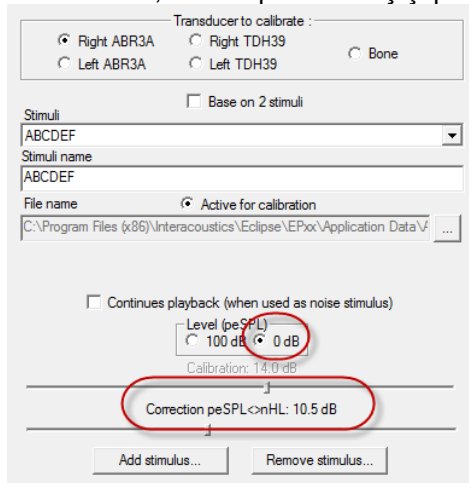 Transducer to calibrate :
Right ABR3A Right TDH39
Bone
Left ABR3A Left TDH39
Base on 2 stimuli
Stimuli
ABCDEF
Stimuli name
ABCDEF
File name Active for calibration
C:\Program Files (x86)\Interacoustics\Eclipse\EPxx\Application Data\A ...
Continues playback (when used as noise stimulus)
Level (peSPL)
100 dB 0 dB
Calibration: 14.0 dB
Correction peSPL<>nHL: 10.5 dB
Add stimulus... Remove stimulus...